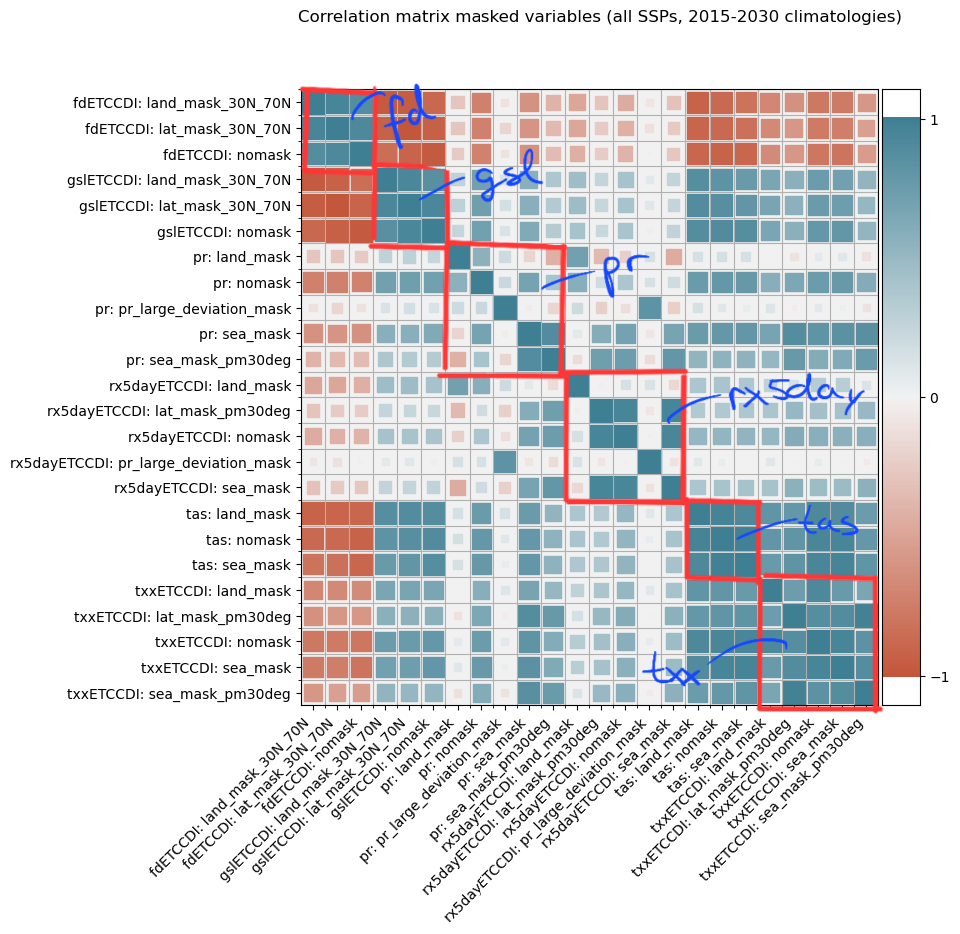 Correlation matrix masked variables (all SSPs, 2015-2030 climatologies)
fdETCCDI: land_mask_30N_70N
fdETCCDI: lat_mask_30N_70N
fdETCCDI: nomask
gslETCCDI: land_mask_30N_70N
gslETCCDI: lat_mask_30N_70N
gslETCCDI: nomask
pr: land_mask
pr: nomask
pr: pr_large_deviation_mask
pr: sea_mask
pr: sea_mask_pm30deg
rx5dayETCCDI: land_mask
rx5dayETCCDI: lat_mask_pm30deg
rx5dayETCCDI: nomask
rx5dayETCCDI: pr_large_deviation_mask
rx5dayETCCDI: sea_mask
tas: land_mask
tas: nomask
tas: sea_mask
txxETCCDI: land_mask
txxETCCDI: lat_mask_pm30deg
txxETCCDI: nomask
txxETCCDI: sea_mask
txxETCCDI: sea_mask_pm30deg
fd
gsl
pr
rx5day
tas
txx
1
0
−1
fdETCCDI: land_mask_30N_70N
fdETCCDI: lat_mask_30N_70N
fdETCCDI: nomask
gslETCCDI: land_mask_30N_70N
gslETCCDI: lat_mask_30N_70N
gslETCCDI: nomask
pr: land_mask
pr: nomask
pr: pr_large_deviation_mask
pr: sea_mask
pr: sea_mask_pm30deg
rx5dayETCCDI: land_mask
rx5dayETCCDI: lat_mask_pm30deg
rx5dayETCCDI: nomask
rx5dayETCCDI: pr_large_deviation_mask
rx5dayETCCDI: sea_mask
tas: land_mask
tas: nomask
tas: sea_mask
txxETCCDI: land_mask
txxETCCDI: lat_mask_pm30deg
txxETCCDI: nomask
txxETCCDI: sea_mask
txxETCCDI: sea_mask_pm30deg